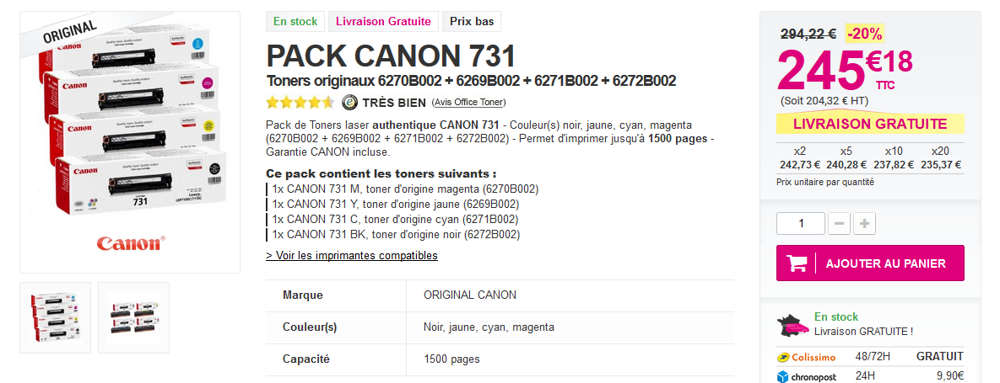 ORIGINAL
Canon
Canon
Canon
Canon
Cartridge
731
Canon
En stock
Livraison Gratuite
Prix bas
PACK CANON 731
Toners originaux 6270B002 + 6269B002 + 6271B002 + 6272B002
TRÈS BIEN (Avis Office Toner)
Pack de Toners laser authentique CANON 731 - Couleur(s) noir, jaune, cyan, magenta
(6270B002 + 6269B002 + 6271B002 + 6272B002) - Permet d'imprimer jusqu'à 1500 pages -
Garantie CANON incluse.
Ce pack contient les toners suivants :
1x CANON 731 M, toner d'origine magenta (6270B002)
1x CANON 731 Y, toner d'origine jaune (6269B002)
1x CANON 731 C, toner d'origine cyan (6271B002)
1x CANON 731 BK, toner d'origine noir (6272B002)
> Voir les imprimantes compatibles
Marque ORIGINAL CANON
Couleur(s) Noir, jaune, cyan, magenta
Capacité 1500 pages
294,22 € -20%
245€18
TTC
(Soit 204,32 € HT)
LIVRAISON GRATUITE
x2 x5 x10 x20
242,73 € 240,28 € 237,82 € 235,37 €
Prix unitaire par quantité
1 − +
AJOUTER AU PANIER
En stock
Livraison GRATUITE !
Colissimo 48/72H GRATUIT
chronopost 24H 9,90€